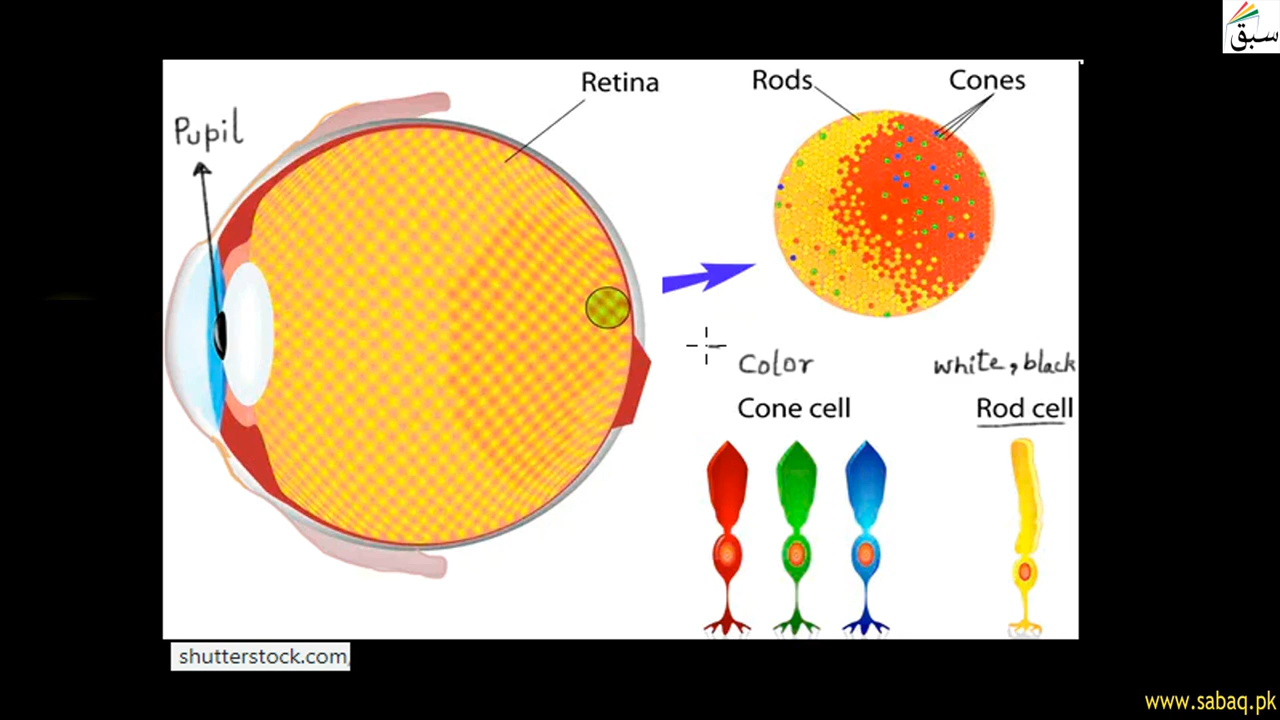 سبق
Retina
Rods
Cones
Pupil
Color
white, black
Cone cell
Rod cell
shutterstock.com,
www.sabaq.pk